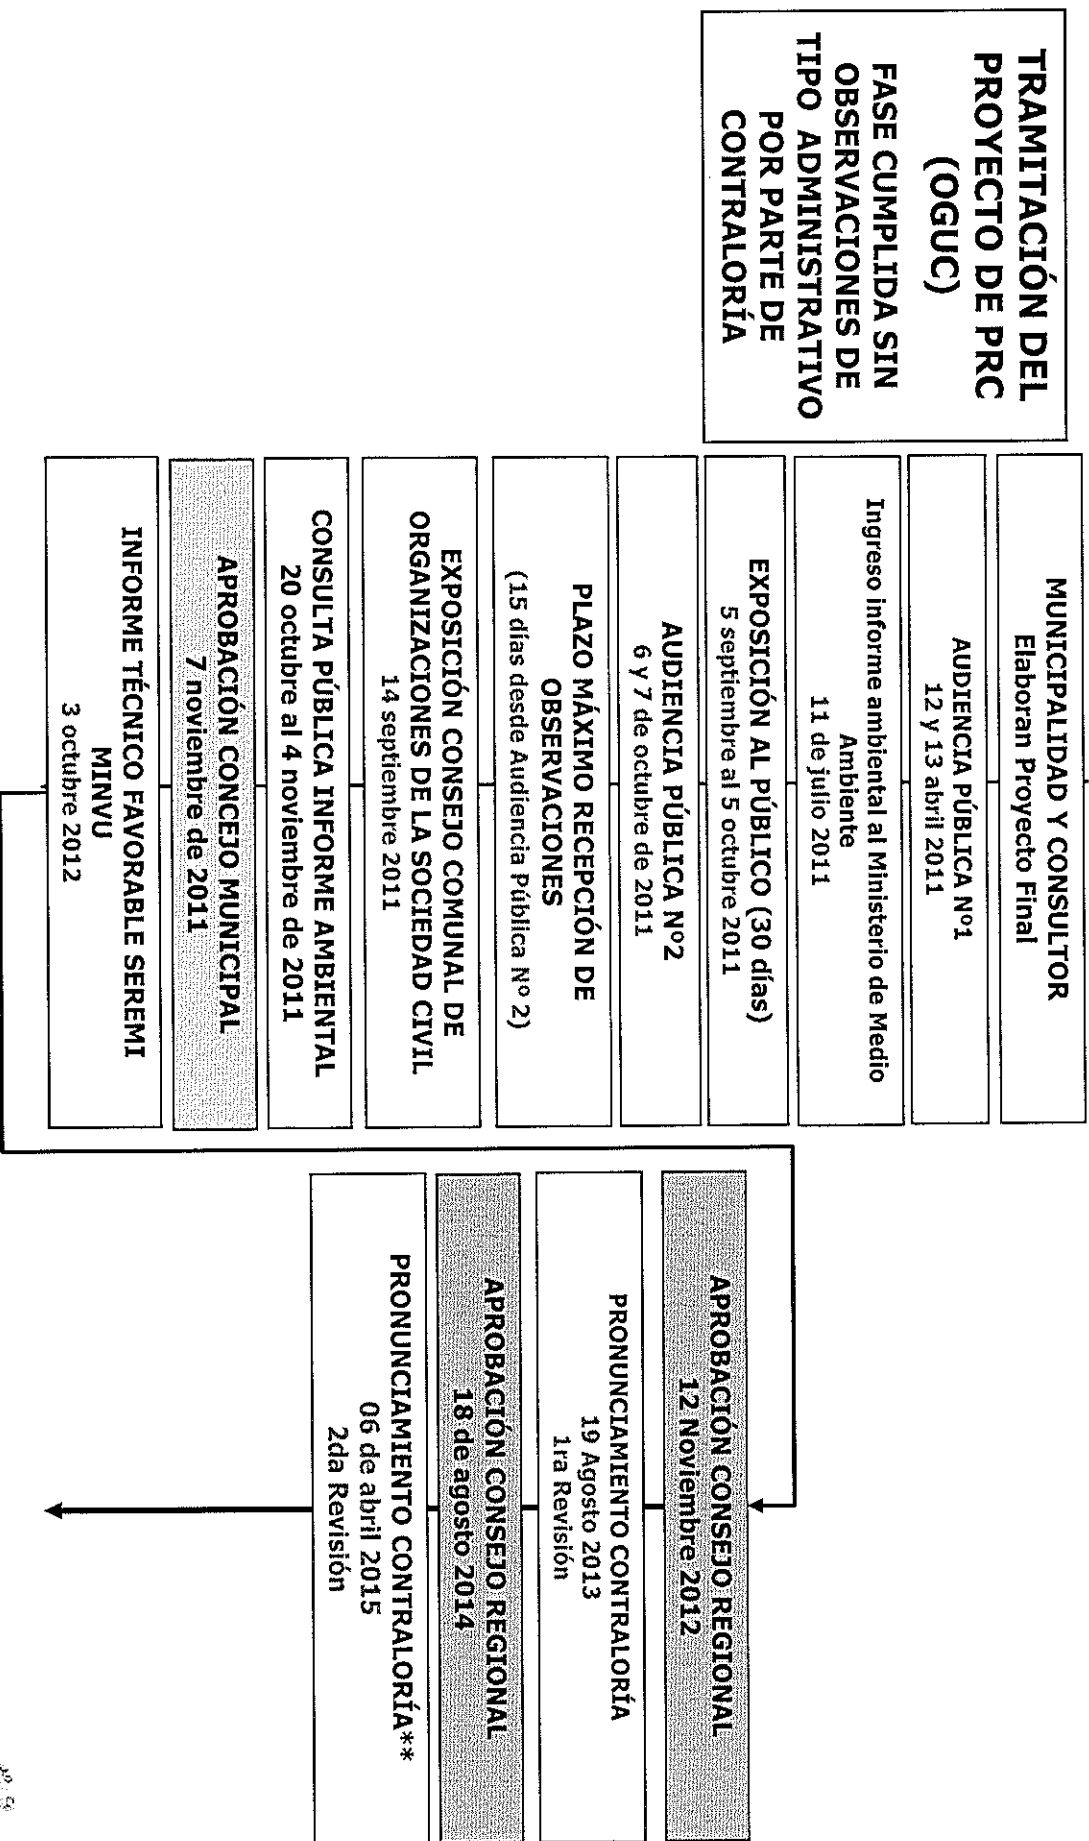 TRAMITACIÓN DEL
PROYECTO DE PRC
(OGUC)
FASE CUMPLIDA SIN
OBSERVACIONES DE
TIPO ADMINISTRATIVO
POR PARTE DE
CONTRALORÍA
MUNICIPALIDAD Y CONSULTOR
Elaboran Proyecto Final
AUDIENCIA PÚBLICA Nº1
12 y 13 abril 2011
Ingreso informe ambiental al Ministerio de Medio
Ambiente
11 de julio 2011
EXPOSICIÓN AL PÚBLICO (30 días)
5 septiembre al 5 octubre 2011
AUDIENCIA PÚBLICA Nº2
6 y 7 de octubre de 2011
PLAZO MÁXIMO RECEPCIÓN DE
OBSERVACIONES
(15 días desde Audiencia Pública Nº 2)
EXPOSICIÓN CONSEJO COMUNAL DE
ORGANIZACIONES DE LA SOCIEDAD CIVIL
14 septiembre 2011
CONSULTA PÚBLICA INFORME AMBIENTAL
20 octubre al 4 noviembre de 2011
APROBACIÓN CONCEJO MUNICIPAL
7 noviembre de 2011
INFORME TÉCNICO FAVORABLE SEREMI
MINVU
3 octubre 2012
APROBACIÓN CONSEJO REGIONAL
12 Noviembre 2012
PRONUNCIAMIENTO CONTRALORÍA
19 Agosto 2013
1ra Revisión
APROBACIÓN CONSEJO REGIONAL
18 de agosto 2014
PRONUNCIAMIENTO CONTRALORÍA**
06 de abril 2015
2da Revisión